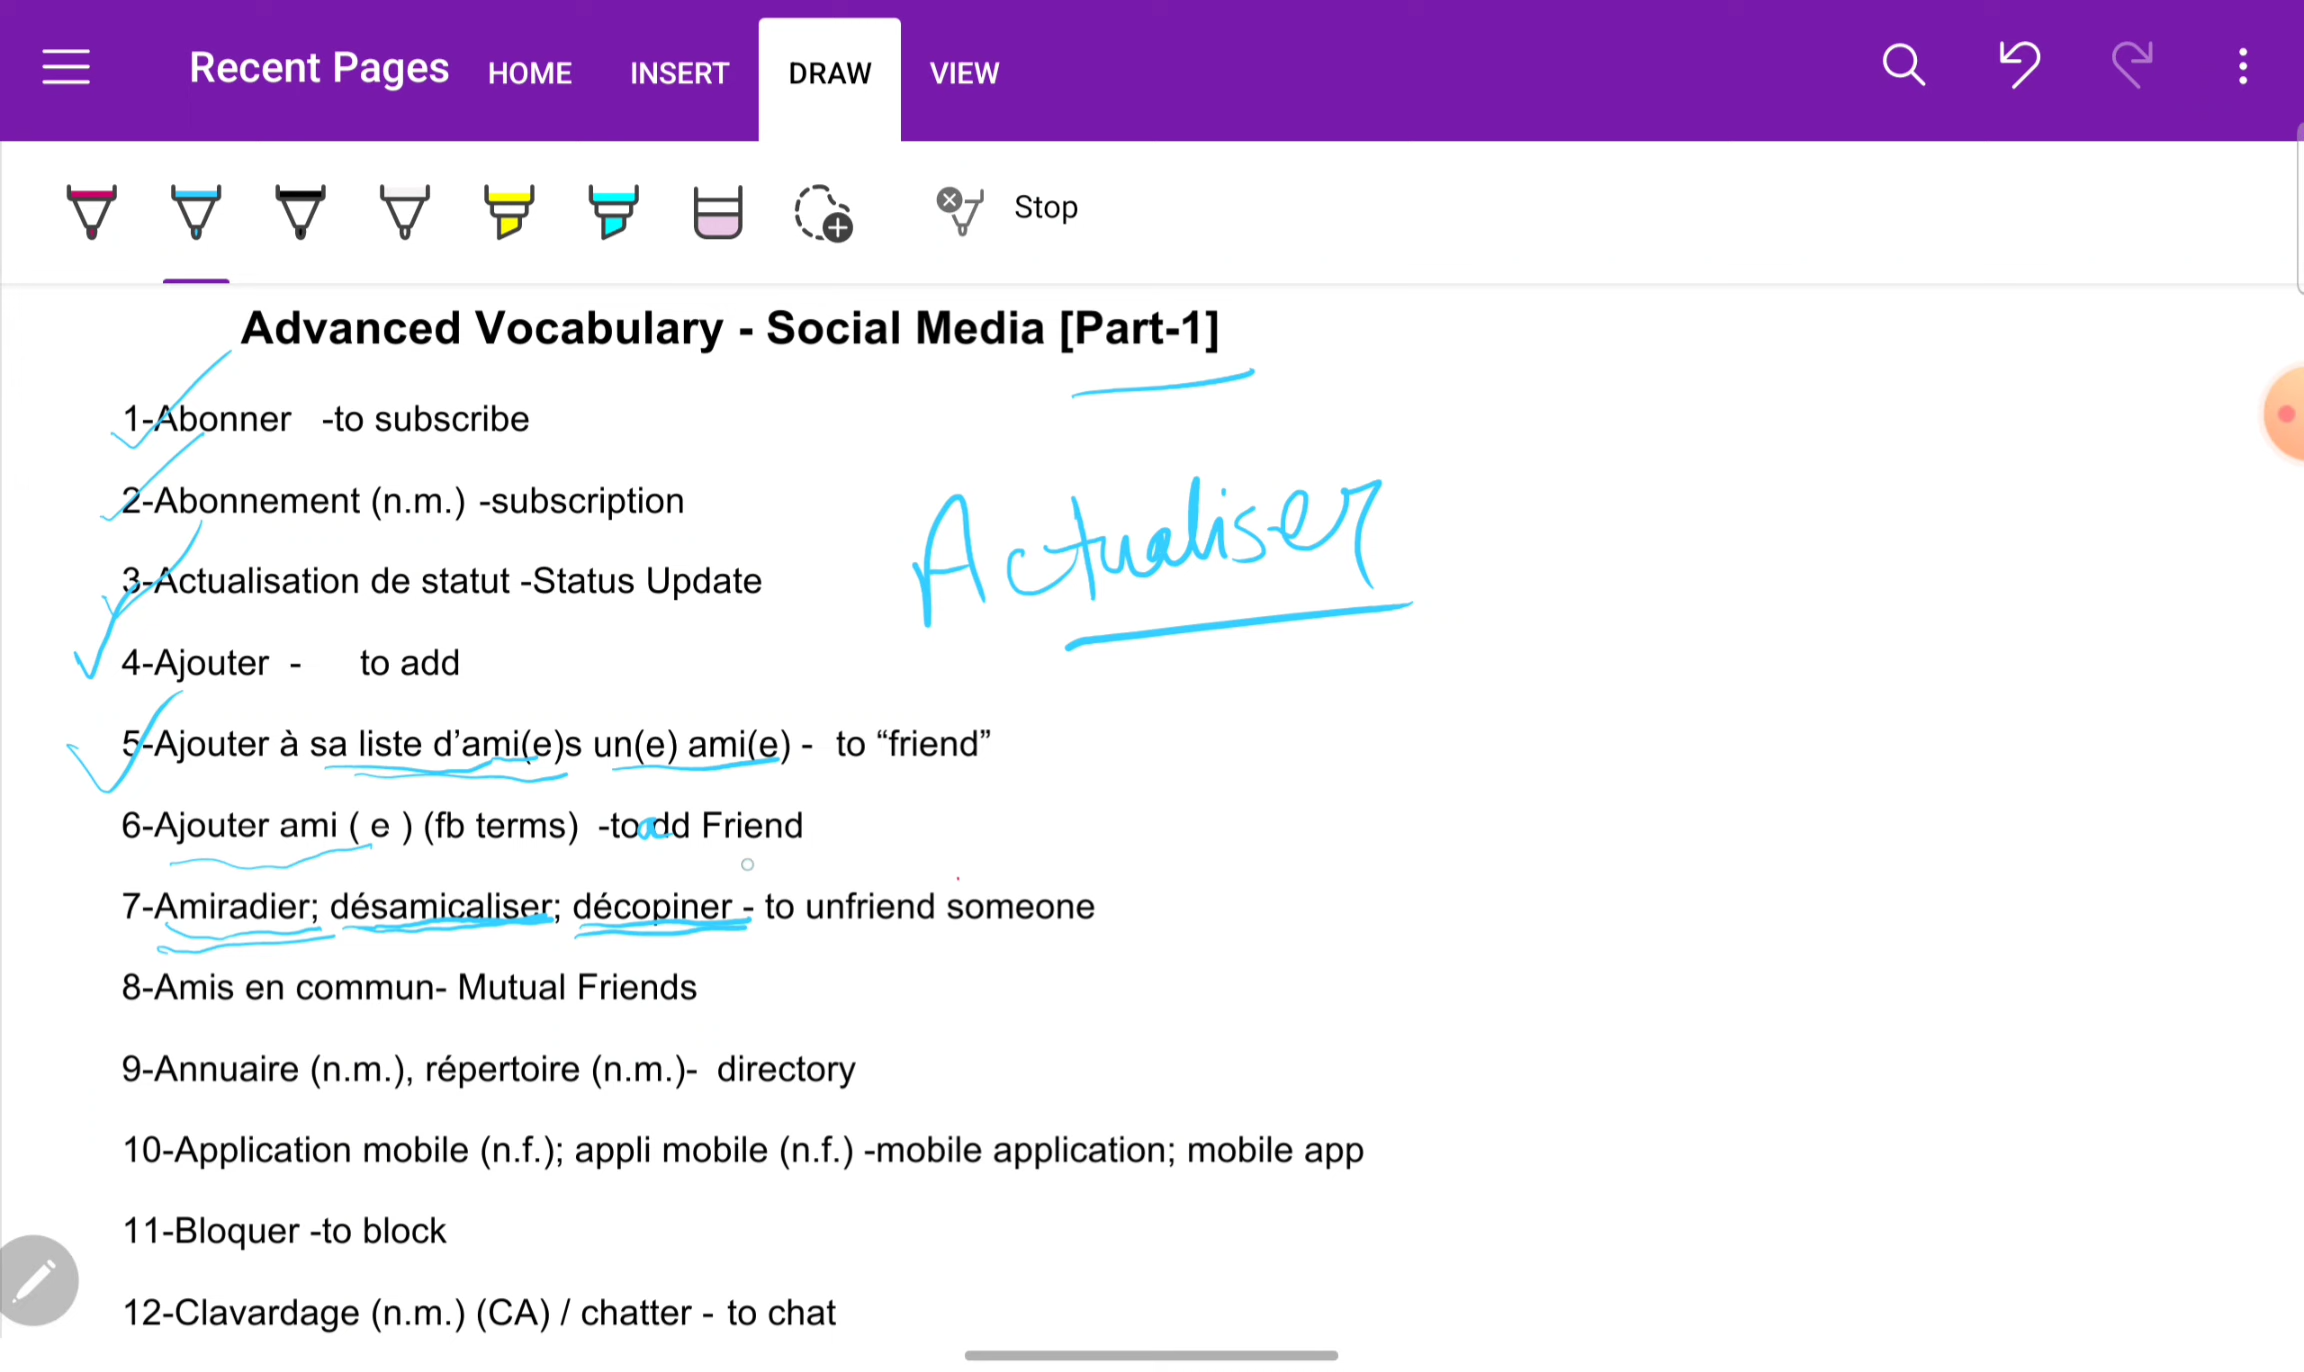 Recent Pages HOME INSERT DRAW VIEW
Stop
Advanced Vocabulary - Social Media [Part-1]
1-Abonner -to subscribe
2-Abonnement (n.m.) -subscription
Actualiser
3-Actualisation de statut -Status Update
4-Ajouter - to add
5-Ajouter à sa liste d’ami(e)s un(e) ami(e) - to “friend”
6-Ajouter ami ( e ) (fb terms) -to add Friend
7-Amiradier; désamicaliser; décopiner - to unfriend someone
8-Amis en commun- Mutual Friends
9-Annuaire (n.m.), répertoire (n.m.)- directory
10-Application mobile (n.f.); appli mobile (n.f.) -mobile application; mobile app
11-Bloquer -to block
12-Clavardage (n.m.) (CA) / chatter - to chat